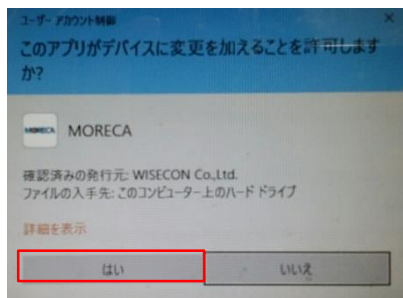 ユーザー アカウント制御
このアプリがデバイスに変更を加えることを許可します
か?
MORECA
MORECA
確認済みの発行元: WISECON Co.,Ltd.
ファイルの入手先: このコンピューター上のハード ドライブ
詳細を表示
はい
いいえ